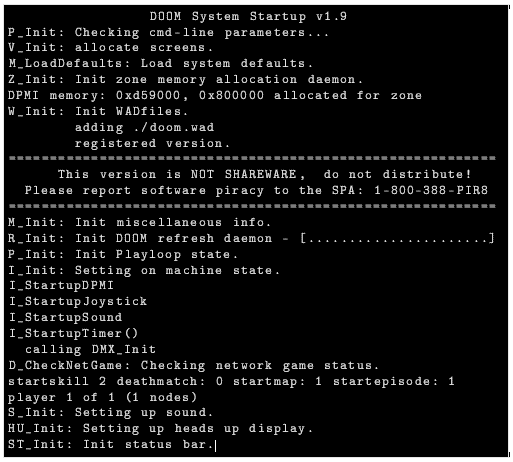 DOOM System Startup v1.9
P_Init: Checking cmd-line parameters...
V_Init: allocate screens.
M_LoadDefaults: Load system defaults.
Z_Init: Init zone memory allocation daemon.
DPMI memory: 0xd59000, 0x800000 allocated for zone
W_Init: Init WADfiles.
adding ./doom.wad
registered version.
===========================================================
This version is NOT SHAREWARE, do not distribute!
Please report software piracy to the SPA: 1-800-388-PIR8
===========================================================
M_Init: Init miscellaneous info.
R_Init: Init DOOM refresh daemon - [......................]
P_Init: Init Playloop state.
I_Init: Setting on machine state.
I_StartupDPMI
I_StartupJoystick
I_StartupSound
I_StartupTimer()
calling DMX_Init
D_CheckNetGame: Checking network game status.
startskill 2 deathmatch: 0 startmap: 1 startepisode: 1
player 1 of 1 (1 nodes)
S_Init: Setting up sound.
HU_Init: Setting up heads up display.
ST_Init: Init status bar.